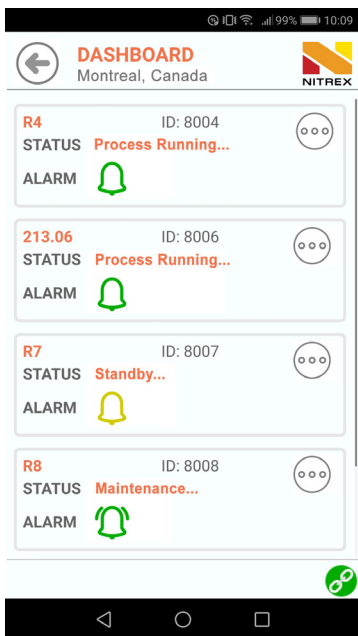 99% 10:09
DASHBOARD
Montreal, Canada
NITREX
R4 ID: 8004
STATUS Process Running...
ALARM
213.06 ID: 8006
STATUS Process Running...
ALARM
R7 ID: 8007
STATUS Standby...
ALARM
R8 ID: 8008
STATUS Maintenance...
ALARM